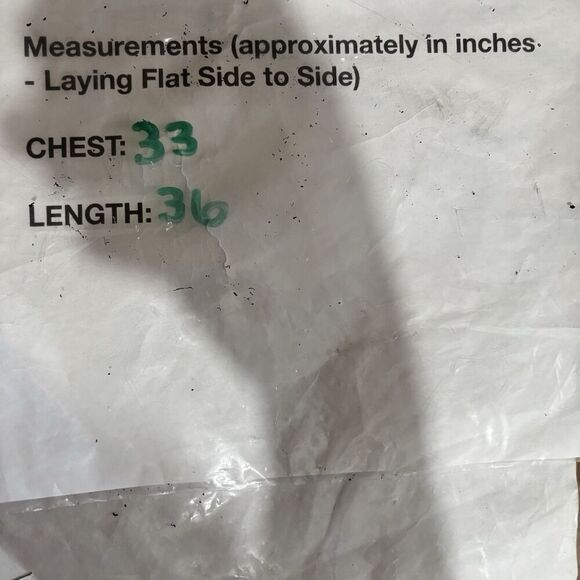 Measurements (approximately in inches
- Laying Flat Side to Side)
CHEST: 33
LENGTH: 36